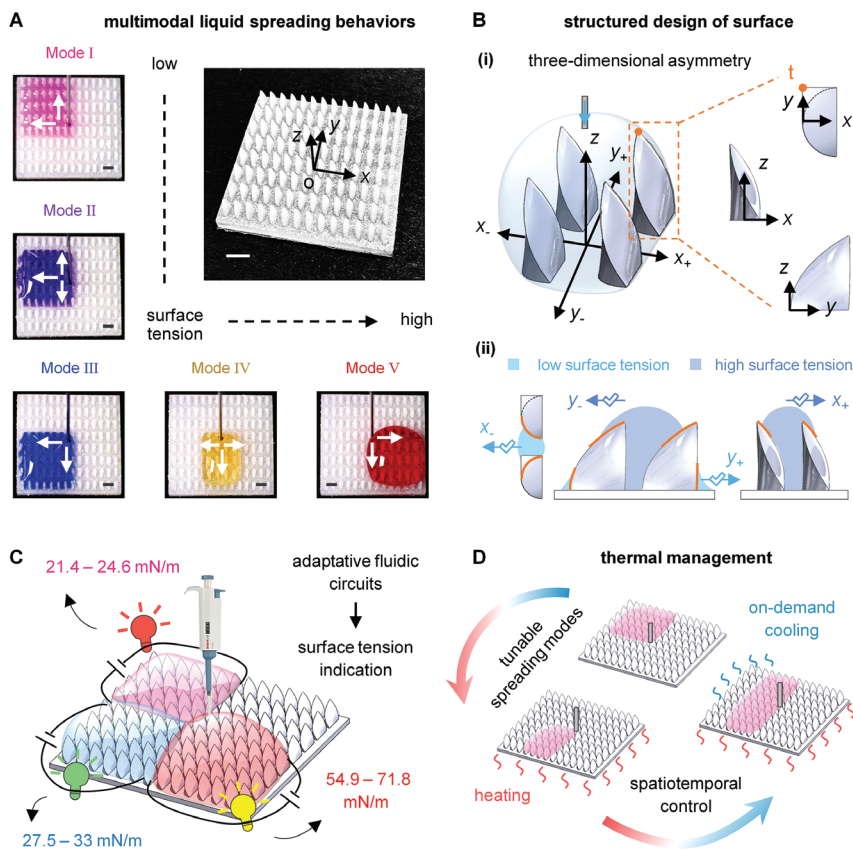 A multimodal liquid spreading behaviors
Mode I
low
z
y
o
x
Mode II
surface
tension
high
Mode III
Mode IV
Mode V
B structured design of surface
(i) three-dimensional asymmetry
t
y
x
z
y+
z
x
x-
x+
y-
z
y
(ii)
low surface tension
high surface tension
x-
y-
y+
x+
C
21.4 – 24.6 mN/m
adaptative fluidic
circuits
surface tension
indication
54.9 – 71.8
mN/m
27.5 – 33 mN/m
D thermal management
tunable
spreading modes
on-demand
cooling
heating
spatiotemporal
control